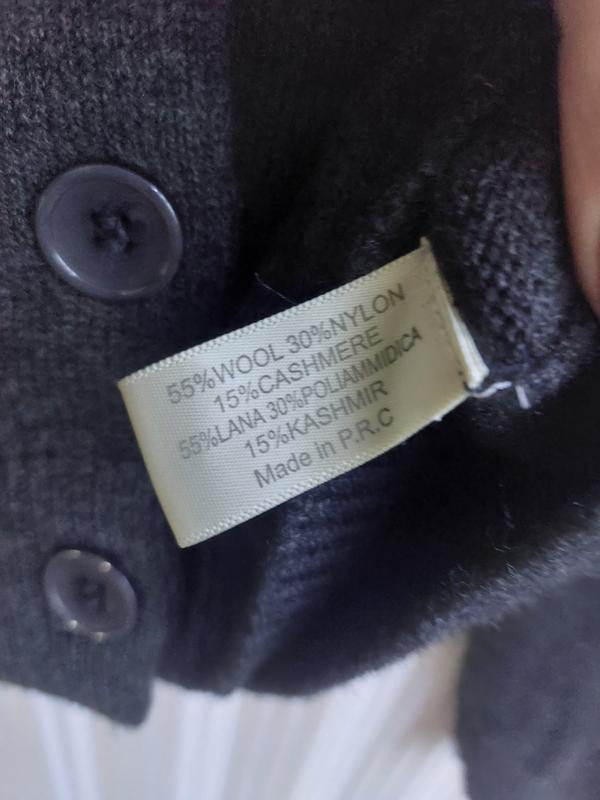 55%WOOL 30%NYLON
15%CASHMERE
55%LANA 30%POLIAMMIDICA
15%KASHMIR
Made in P.R.C